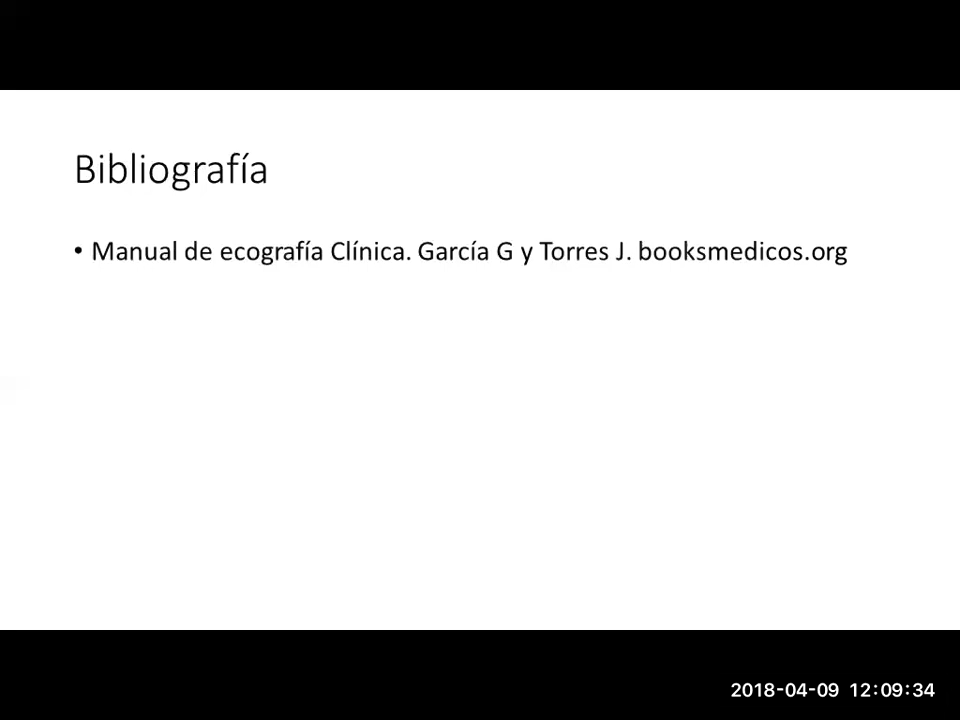 Bibliografía
• Manual de ecografía Clínica. García G y Torres J. booksmedicos.org
2018-04-09 12:09:34